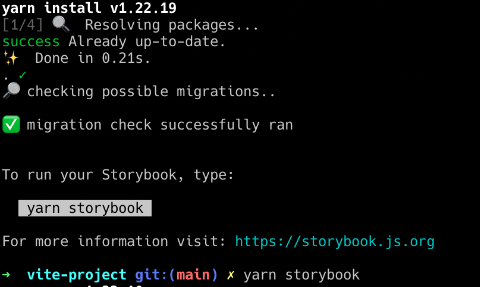 yarn install v1.22.19
[1/4] 🔍 Resolving packages...
success Already up-to-date.
✨ Done in 0.21s.
. ✓
🔎 checking possible migrations..
✅ migration check successfully ran
To run your Storybook, type:
yarn storybook
For more information visit: https://storybook.js.org
➜ vite-project git:(main) ✗ yarn storybook